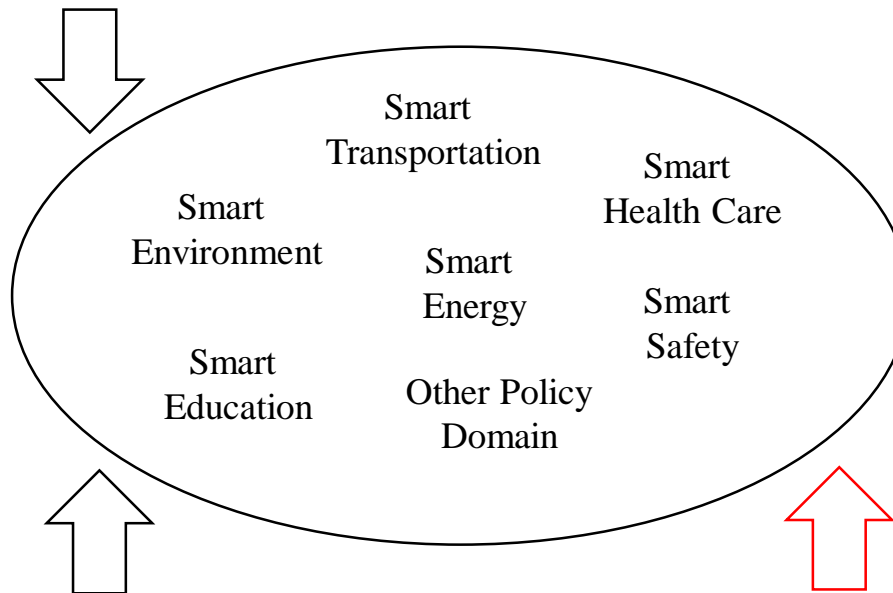 Smart
Transportation
Smart
Health Care
Smart
Environment
Smart
Energy
Smart
Safety
Smart
Education
Other Policy
Domain